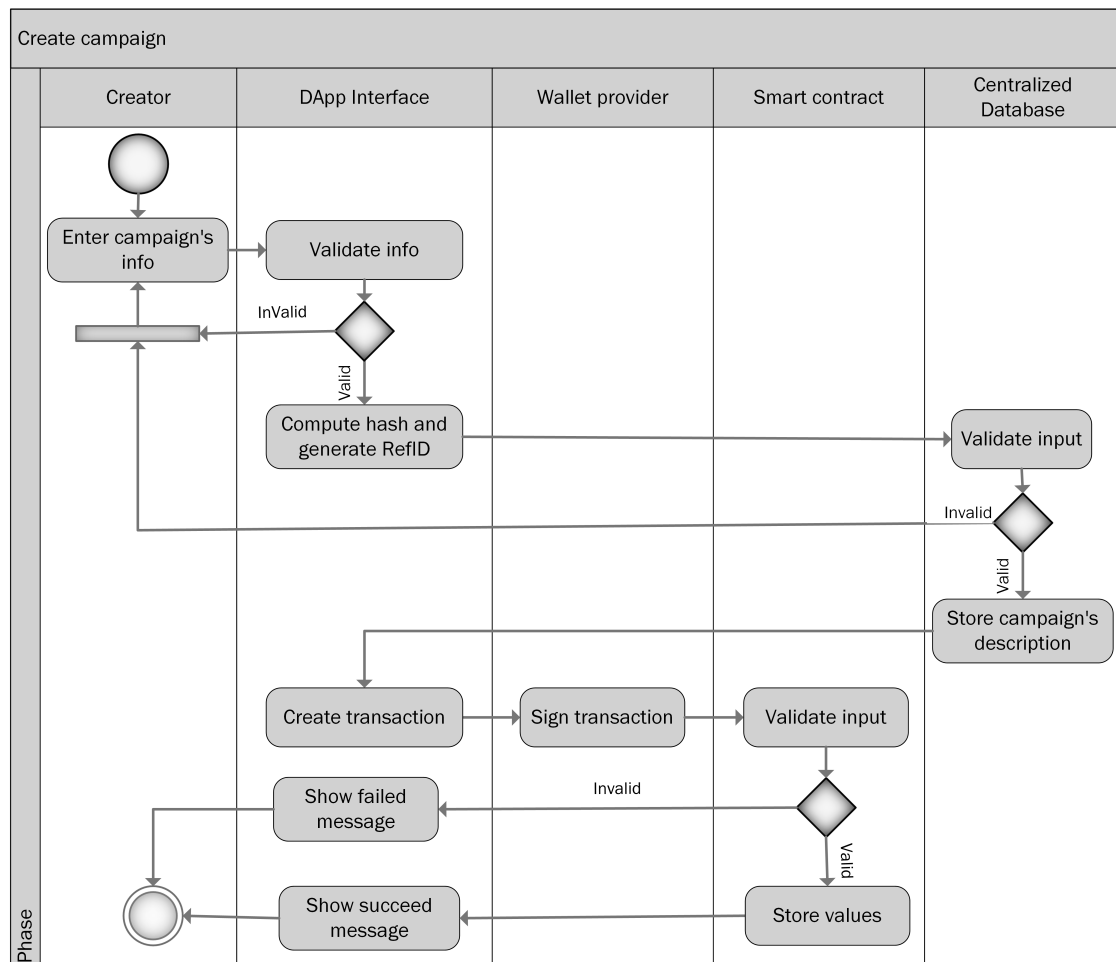 Create campaign
Creator
DApp Interface
Wallet provider
Smart contract
Centralized
Database
Enter campaign's
info
Validate info
InValid
Valid
Compute hash and
generate RefID
Validate input
Invalid
Valid
Store campaign's
description
Create transaction
Sign transaction
Validate input
Invalid
Show failed
message
Valid
Show succeed
message
Store values
Phase